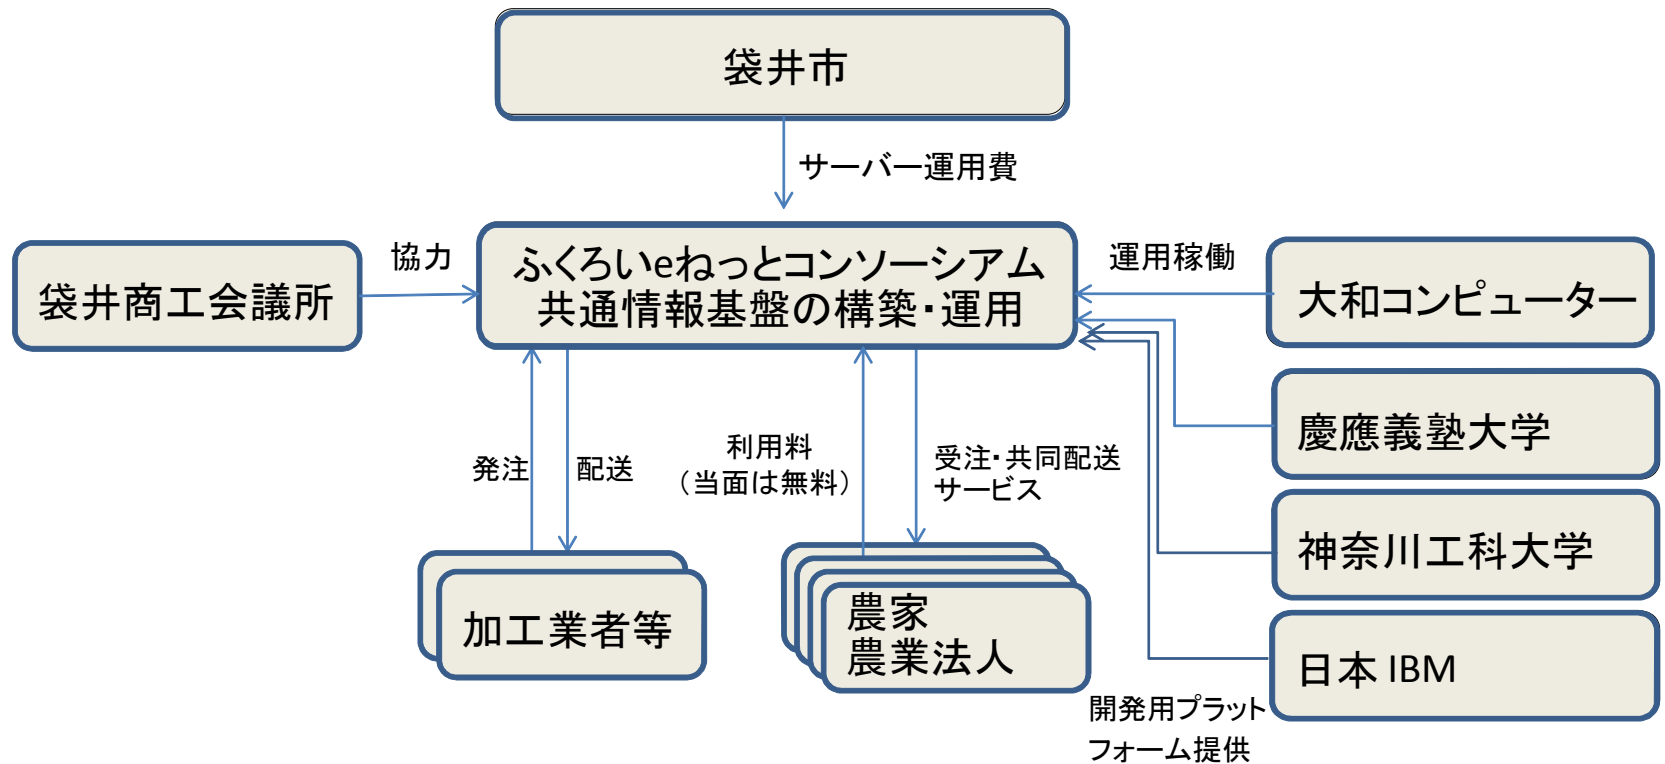 袋井市
サーバー運用費
袋井商工会議所
協力
ふくろいeねっとコンソーシアム
共通情報基盤の構築・運用
運用稼働
大和コンピューター
慶應義塾大学
神奈川工科大学
日本 IBM
開発用プラット
フォーム提供
発注
配送
利用料
（当面は無料）
受注・共同配送
サービス
加工業者等
農家
農業法人